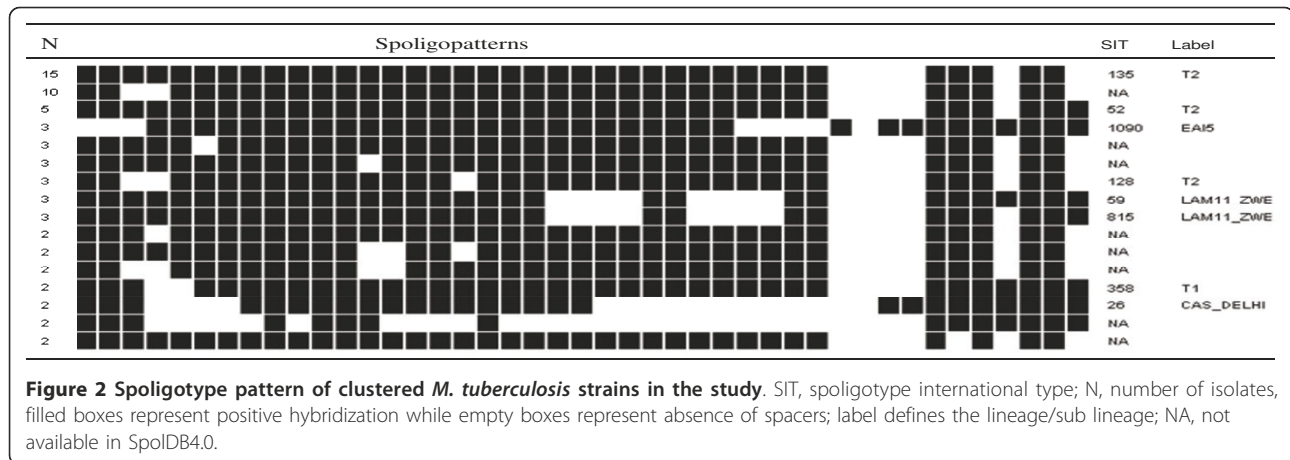 N Spoligopatterns SIT Label
15 135 T2
10 NA
5 52 T2
3 1090 EAI5
3 NA
3 NA
3 128 T2
3 59 LAM11 ZWE
3 815 LAM11_ZWE
2 NA
2 NA
2 NA
2 358 T1
2 26 CAS_DELHI
2 NA
2 NA
Figure 2 Spoligotype pattern of clustered M. tuberculosis strains in the study. SIT, spoligotype international type; N, number of isolates,
filled boxes represent positive hybridization while empty boxes represent absence of spacers; label defines the lineage/sub lineage; NA, not
available in SpolDB4.0.